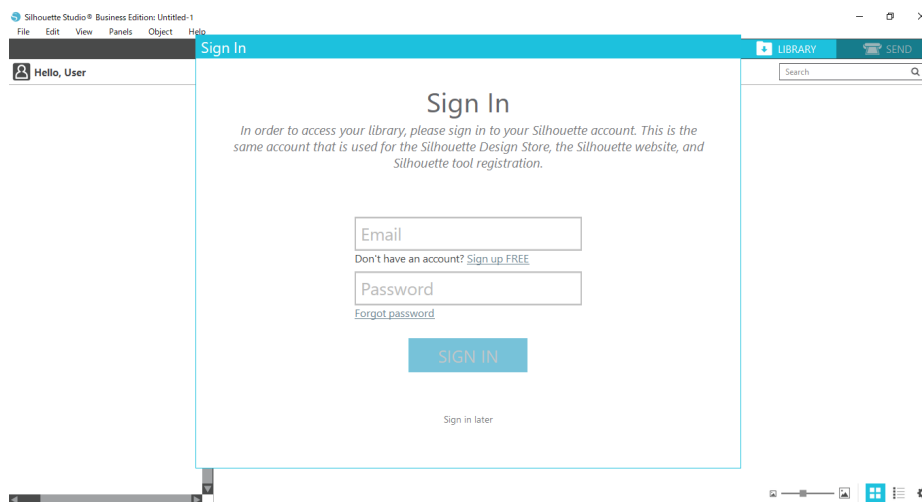 Silhouette Studio® Business Edition: Untitled-1
File Edit View Panels Object Help
Sign In
LIBRARY
SEND
Hello, User
Search
Sign In
In order to access your library, please sign in to your Silhouette account. This is the
same account that is used for the Silhouette Design Store, the Silhouette website, and
Silhouette tool registration.
Email
Don't have an account? Sign up FREE
Password
Forgot password
SIGN IN
Sign in later